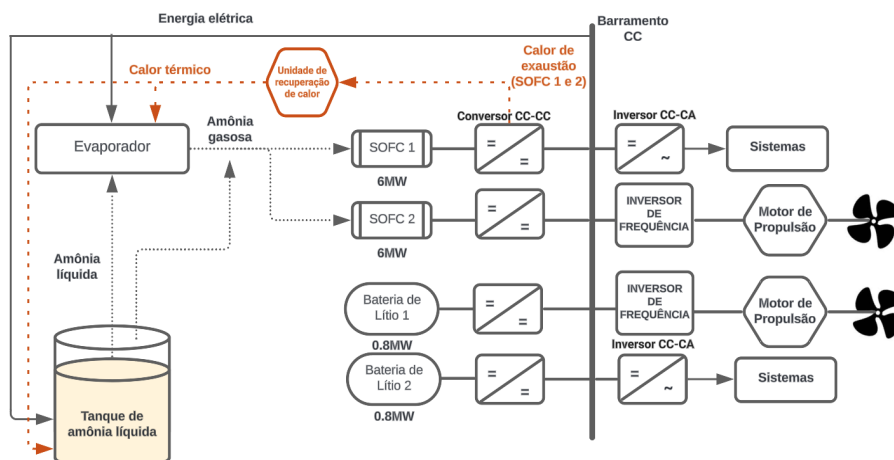 Energia elétrica
Barramento
CC
Calor térmico
Unidade de
recuperação
de calor
Calor de
exaustão
(SOFC 1 e 2)
Amônia
gasosa
Evaporador
Conversor CC-CC
Inversor CC-CA
SOFC 1
=
=
=
~
Sistemas
6MW
SOFC 2
=
=
INVERSOR
DE
FREQUÊNCIA
Motor de
Propulsão
6MW
Amônia
líquida
Bateria de
Lítio 1
=
=
INVERSOR
DE
FREQUÊNCIA
Motor de
Propulsão
0.8MW
Inversor CC-CA
Bateria de
Lítio 2
=
=
=
~
Sistemas
0.8MW
Tanque de
amônia líquida